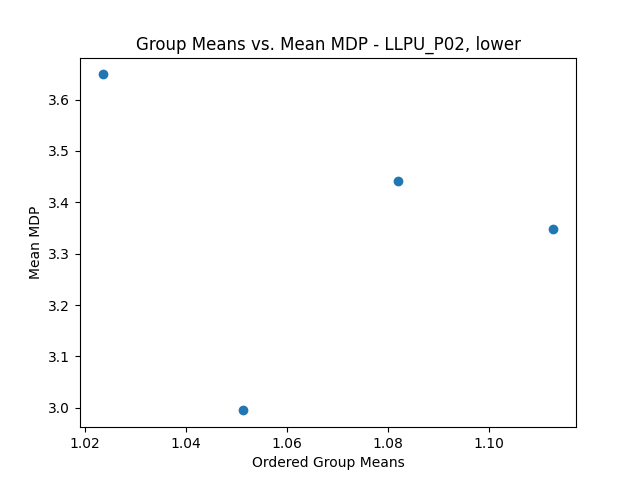 Group Means vs. Mean MDP - LLPU_P02, lower
3.6
3.5
3.4
3.3
3.2
3.1
3.0
Mean MDP
1.02 1.04 1.06 1.08 1.10
Ordered Group Means